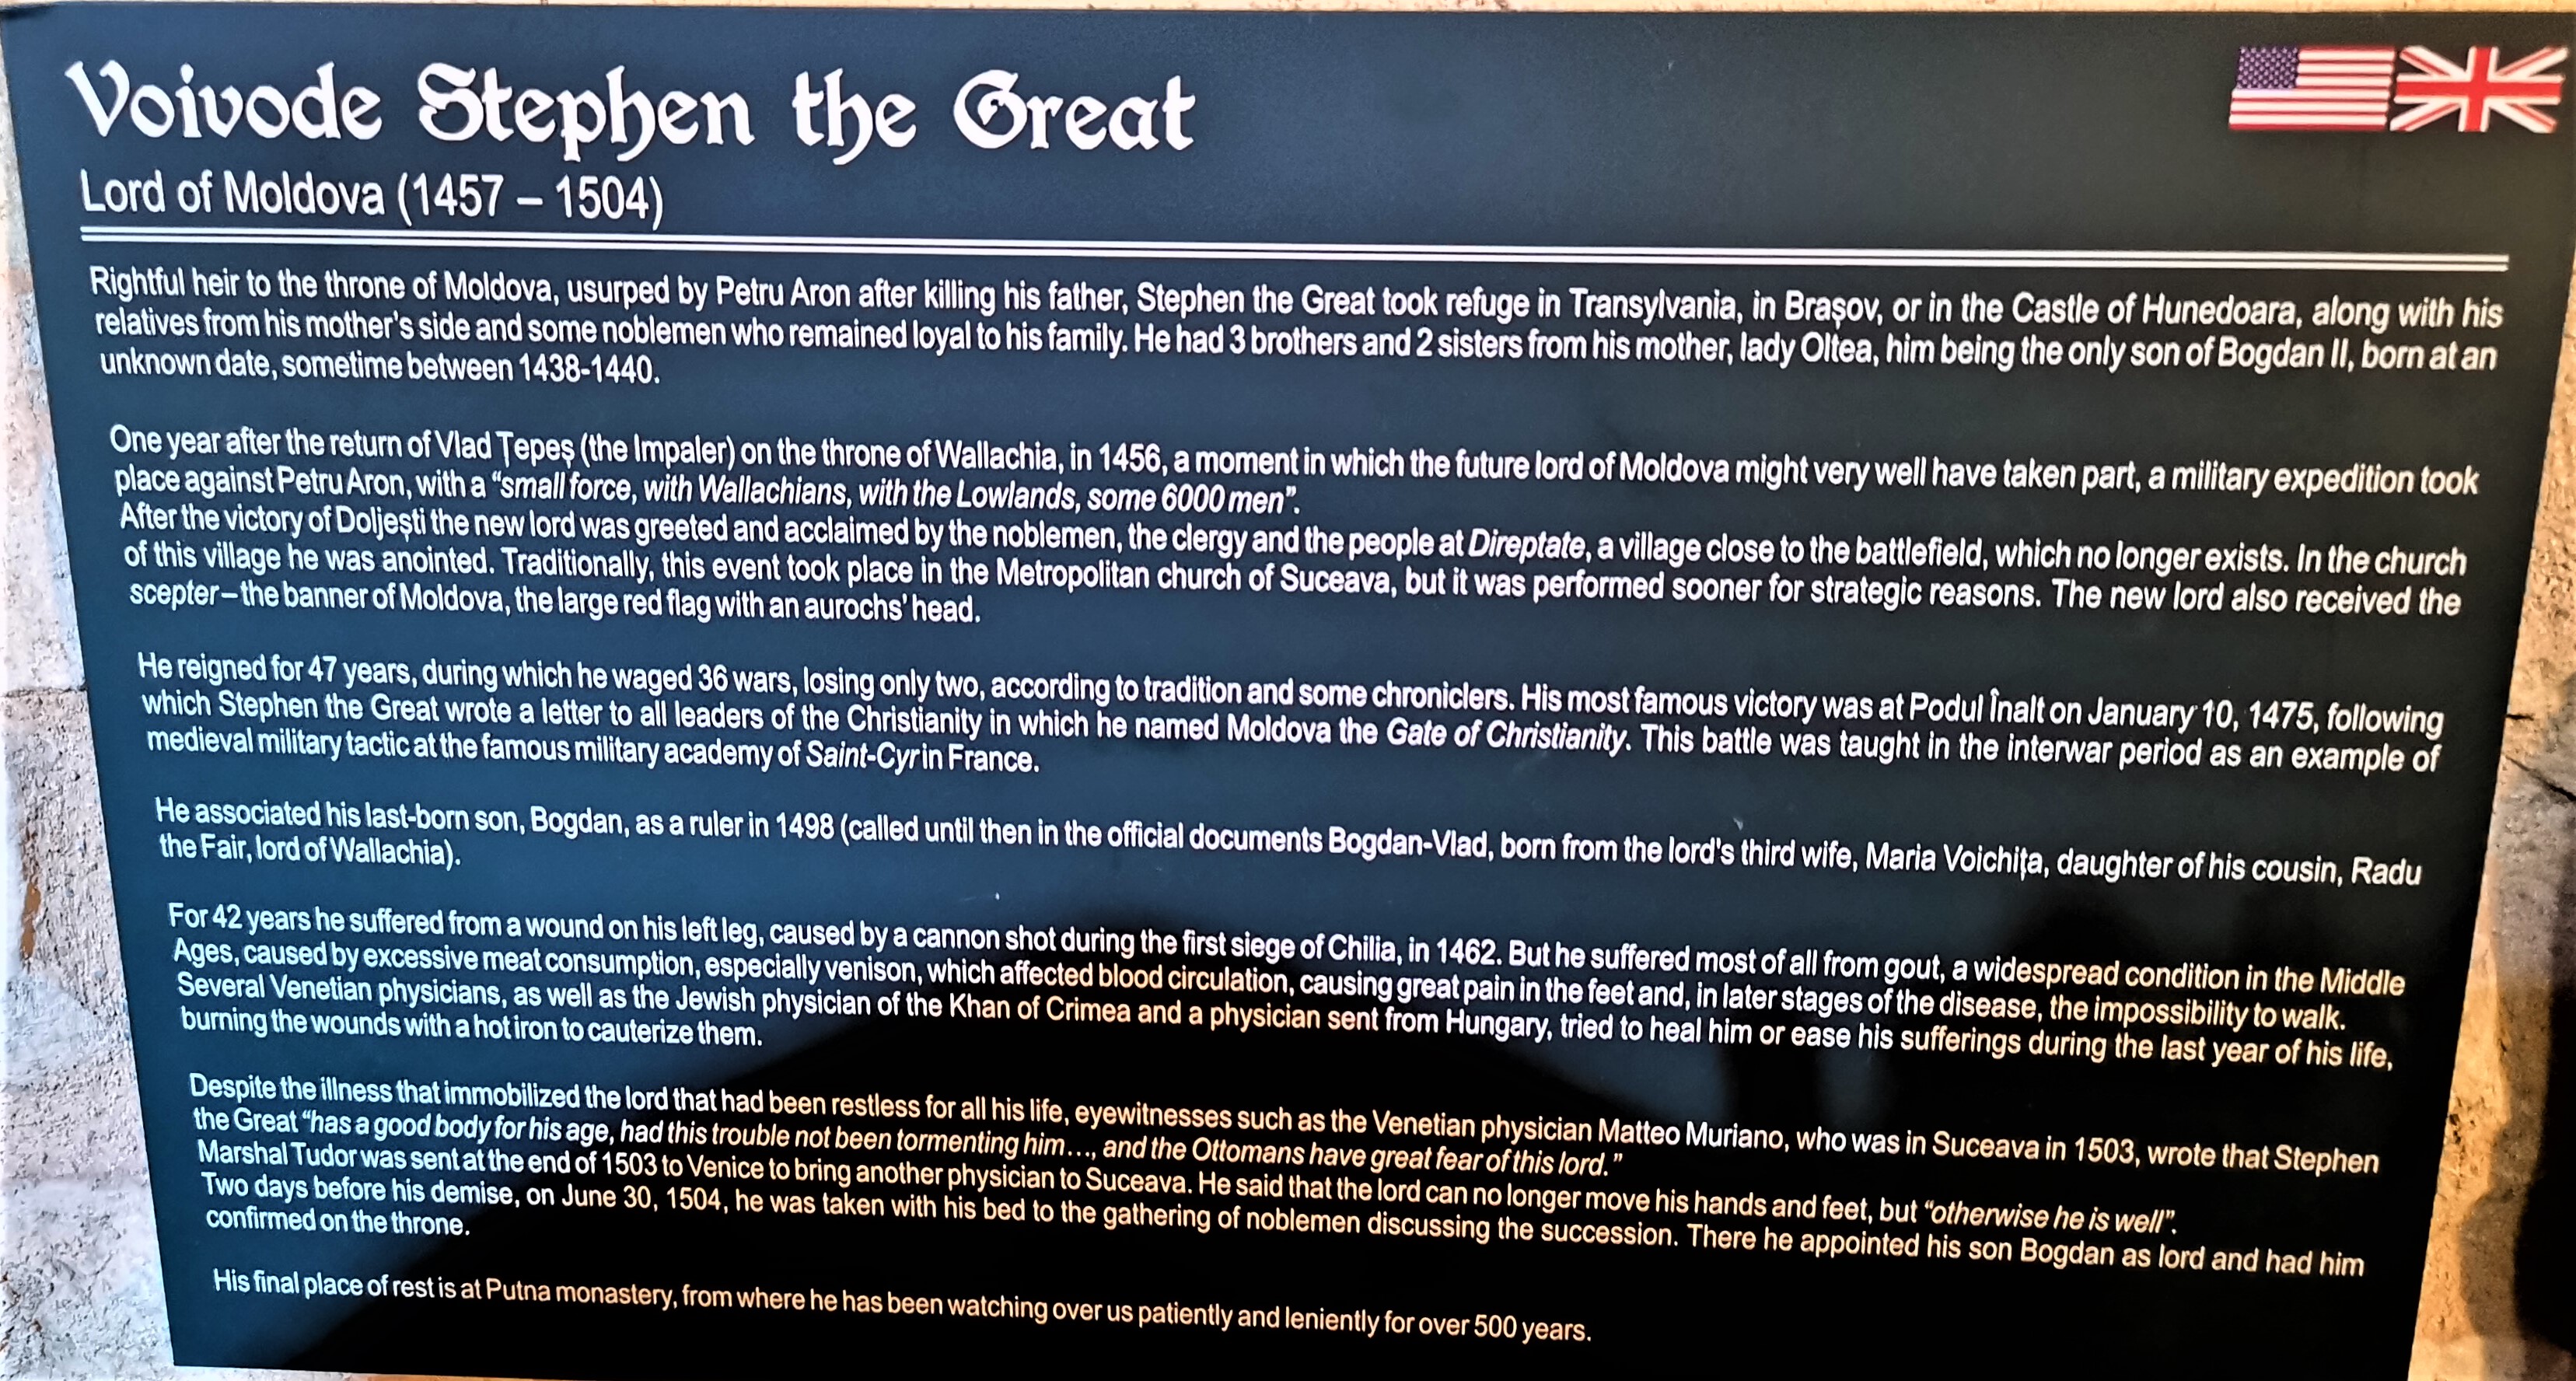 Voivode Stephen the Great
Lord of Moldova (1457 – 1504)
Rightful heir to the throne of Moldova, usurped by Petru Aron after killing his father, Stephen the Great took refuge in Transylvania, in Brașov, or in the Castle of Hunedoara, along with his
relatives from his mother's side and some noblemen who remained loyal to his family. He had 3 brothers and 2 sisters from his mother, lady Oltea, him being the only son of Bogdan II, born at an
unknown date, sometime between 1438-1440.
One year after the return of Vlad Țepeș (the Impaler) on the throne of Wallachia, in 1456, a moment in which the future lord of Moldova might very well have taken part, a military expedition took
place against Petru Aron, with a “small force, with Wallachians, with the Lowlands, some 6000 men”.
After the victory of Doljești the new lord was greeted and acclaimed by the noblemen, the clergy and the people at Direptate, a village close to the battlefield, which no longer exists. In the church
of this village he was anointed. Traditionally, this event took place in the Metropolitan church of Suceava, but it was performed sooner for strategic reasons. The new lord also received the
scepter – the banner of Moldova, the large red flag with an aurochs' head.
He reigned for 47 years, during which he waged 36 wars, losing only two, according to tradition and some chroniclers. His most famous victory was at Podul Înalt on January 10, 1475, following
which Stephen the Great wrote a letter to all leaders of the Christianity in which he named Moldova the Gate of Christianity. This battle was taught in the interwar period as an example of
medieval military tactic at the famous military academy of Saint-Cyr in France.
He associated his last-born son, Bogdan, as a ruler in 1498 (called until then in the official documents Bogdan-Vlad, born from the lord's third wife, Maria Voichița, daughter of his cousin, Radu
the Fair, lord of Wallachia).
For 42 years he suffered from a wound on his left leg, caused by a cannon shot during the first siege of Chilia, in 1462. But he suffered most of all from gout, a widespread condition in the Middle
Ages, caused by excessive meat consumption, especially venison, which affected blood circulation, causing great pain in the feet and, in later stages of the disease, the impossibility to walk.
Several Venetian physicians, as well as the Jewish physician of the Khan of Crimea and a physician sent from Hungary, tried to heal him or ease his sufferings during the last year of his life,
burning the wounds with a hot iron to cauterize them.
Despite the illness that immobilized the lord that had been restless for all his life, eyewitnesses such as the Venetian physician Matteo Muriano, who was in Suceava in 1503, wrote that Stephen
the Great “has a good body for his age, had this trouble not been tormenting him…, and the Ottomans have great fear of this lord.”
Marshal Tudor was sent at the end of 1503 to Venice to bring another physician to Suceava. He said that the lord can no longer move his hands and feet, but “otherwise he is well”.
Two days before his demise, on June 30, 1504, he was taken with his bed to the gathering of noblemen discussing the succession. There he appointed his son Bogdan as lord and had him
confirmed on the throne.
His final place of rest is at Putna monastery, from where he has been watching over us patiently and leniently for over 500 years.